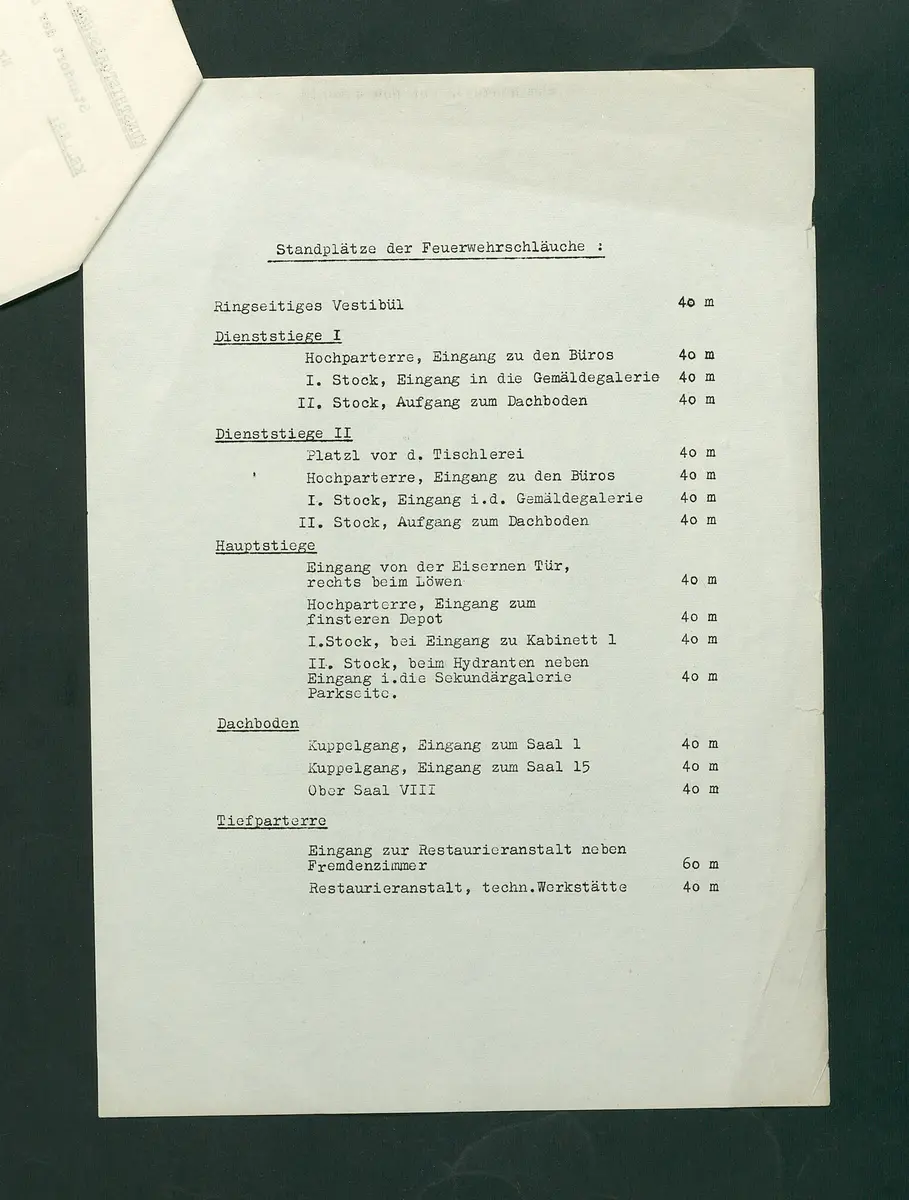 Standplätze der Feuerwehrschläuche :
Ringseitiges Vestibül 4o m
Dienststiege I
Hochparterre, Eingang zu den Büros 4o m
I. Stock, Eingang in die Gemäldegalerie 4o m
II. Stock, Aufgang zum Dachboden 4o m
Dienststiege II
Platzl vor d. Tischlerei 4o m
Hochparterre, Eingang zu den Büros 4o m
I. Stock, Eingang i.d. Gemäldegalerie 4o m
II. Stock, Aufgang zum Dachboden 4o m
Hauptstiege
Eingang von der Eisernen Tür,
rechts beim Löwen 4o m
Hochparterre, Eingang zum
finsteren Depot 4o m
I.Stock, bei Eingang zu Kabinett 1 4o m
II. Stock, beim Hydranten neben
Eingang i.die Sekundärgalerie 4o m
Parkseite.
Dachboden
Kuppelgang, Eingang zum Saal 1 4o m
Kuppelgang, Eingang zum Saal 15 4o m
Ober Saal VIII 4o m
Tiefparterre
Eingang zur Restaurieranstalt neben
Fremdenzimmer 6o m
Restaurieranstalt, techn.Werkstätte 4o m